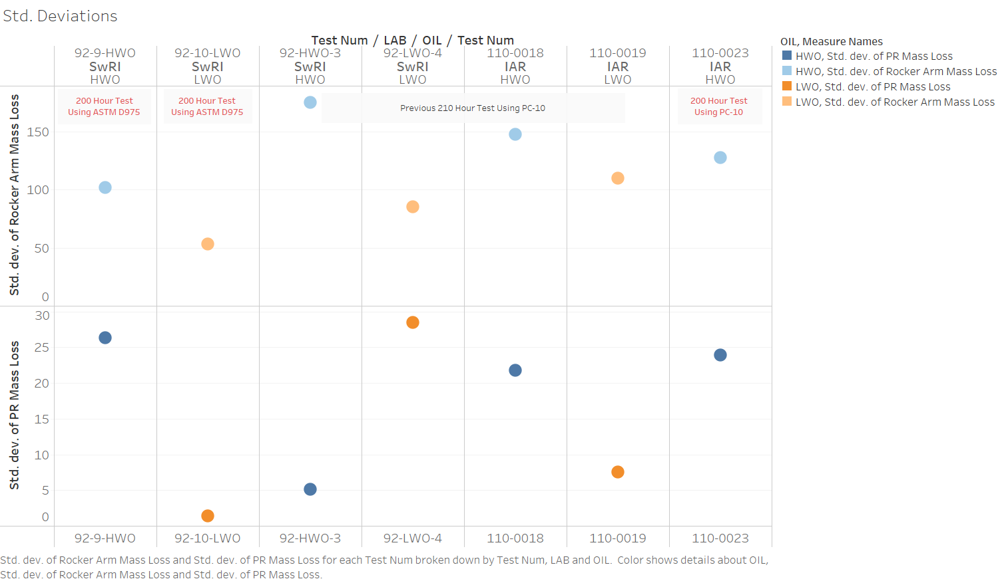 Std. Deviations
Test Num / LAB / OIL / Test Num
92-9-HWO 92-10-LWO 92-HWO-3 92-LWO-4 110-0018 110-0019 110-0023
SwRI SwRI SwRI SwRI IAR IAR IAR
HWO LWO HWO LWO HWO LWO HWO
OIL, Measure Names
HWO, Std. dev. of PR Mass Loss
HWO, Std. dev. of Rocker Arm Mass Loss
LWO, Std. dev. of PR Mass Loss
LWO, Std. dev. of Rocker Arm Mass Loss
200 Hour Test
Using ASTM D975
200 Hour Test
Using ASTM D975
Previous 210 Hour Test Using PC-10
200 Hour Test
Using PC-10
Std. dev. of Rocker Arm Mass Loss
150
100
50
0
Std. dev. of PR Mass Loss
30
25
20
15
10
5
0
92-9-HWO 92-10-LWO 92-HWO-3 92-LWO-4 110-0018 110-0019 110-0023
Std. dev. of Rocker Arm Mass Loss and Std. dev. of PR Mass Loss for each Test Num broken down by Test Num, LAB and OIL. Color shows details about OIL,
Std. dev. of Rocker Arm Mass Loss and Std. dev. of PR Mass Loss.